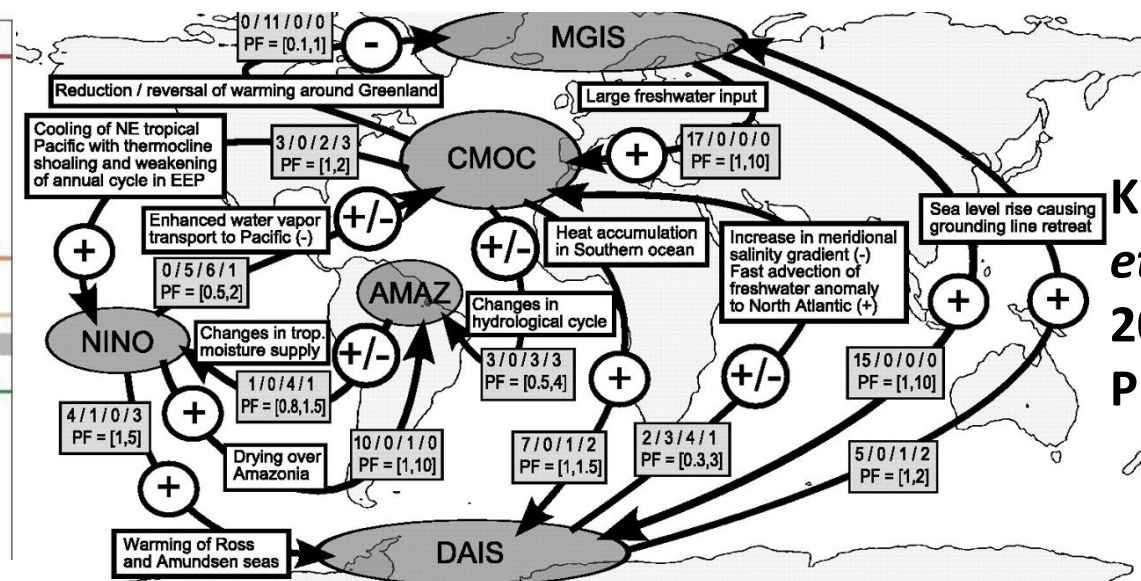 0 / 11 / 0 / 0
PF = [0.1,1]
-
MGIS
Reduction / reversal of warming around Greenland
Large freshwater input
Cooling of NE tropical
Pacific with thermocline
shoaling and weakening
of annual cycle in EEP
3 / 0 / 2 / 3
PF = [1,2]
CMOC
+
17 / 0 / 0 / 0
PF = [1,10]
Enhanced water vapor
transport to Pacific (-)
+/-
+/-
Heat accumulation
in Southern ocean
Increase in meridional
salinity gradient (-)
Fast advection of
freshwater anomaly
to North Atlantic (+)
Sea level rise causing
grounding line retreat
+
0 / 5 / 6 / 1
PF = [0.5,2]
AMAZ
Changes in
hydrological cycle
+
+
NINO
Changes in trop.
moisture supply
+/-
3 / 0 / 3 / 3
PF = [0.5,4]
+
+/-
15 / 0 / 0 / 0
PF = [1,10]
1 / 0 / 4 / 1
PF = [0.8,1.5]
4 / 1 / 0 / 3
PF = [1,5]
+
10 / 0 / 1 / 0
PF = [1,10]
7 / 0 / 1 / 2
PF = [1,1.5]
2 / 3 / 4 / 1
PF = [0.3,3]
5 / 0 / 1 / 2
PF = [1,2]
Drying over
Amazonia
+
Warming of Ross
and Amundsen seas
DAIS
K
et
20
P